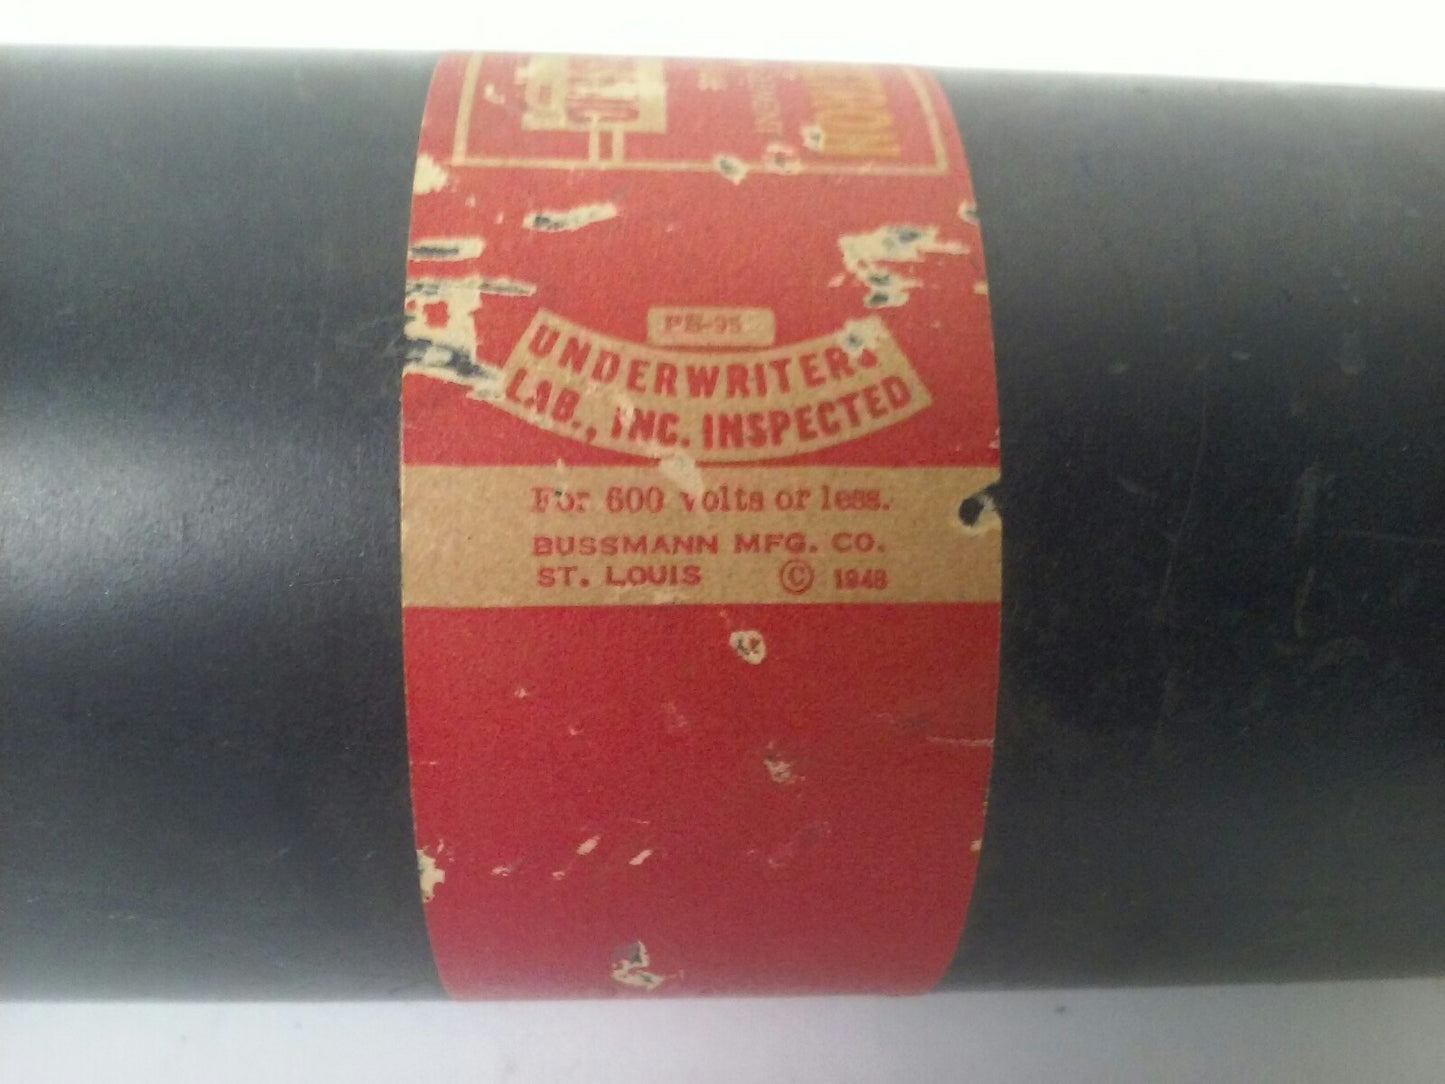 PB-95
UNDERWRITERS
LAB., INC. INSPECTED
For 600 volts or less.
BUSSMANN MFG. CO.
ST. LOUIS © 1948